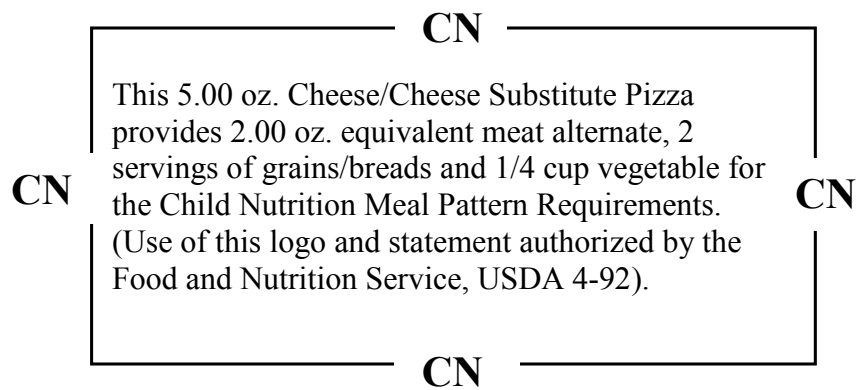 CN
This 5.00 oz. Cheese/Cheese Substitute Pizza
provides 2.00 oz. equivalent meat alternate, 2
servings of grains/breads and 1/4 cup vegetable for
CN
the Child Nutrition Meal Pattern Requirements.
CN
(Use of this logo and statement authorized by the
Food and Nutrition Service, USDA 4-92).
CN